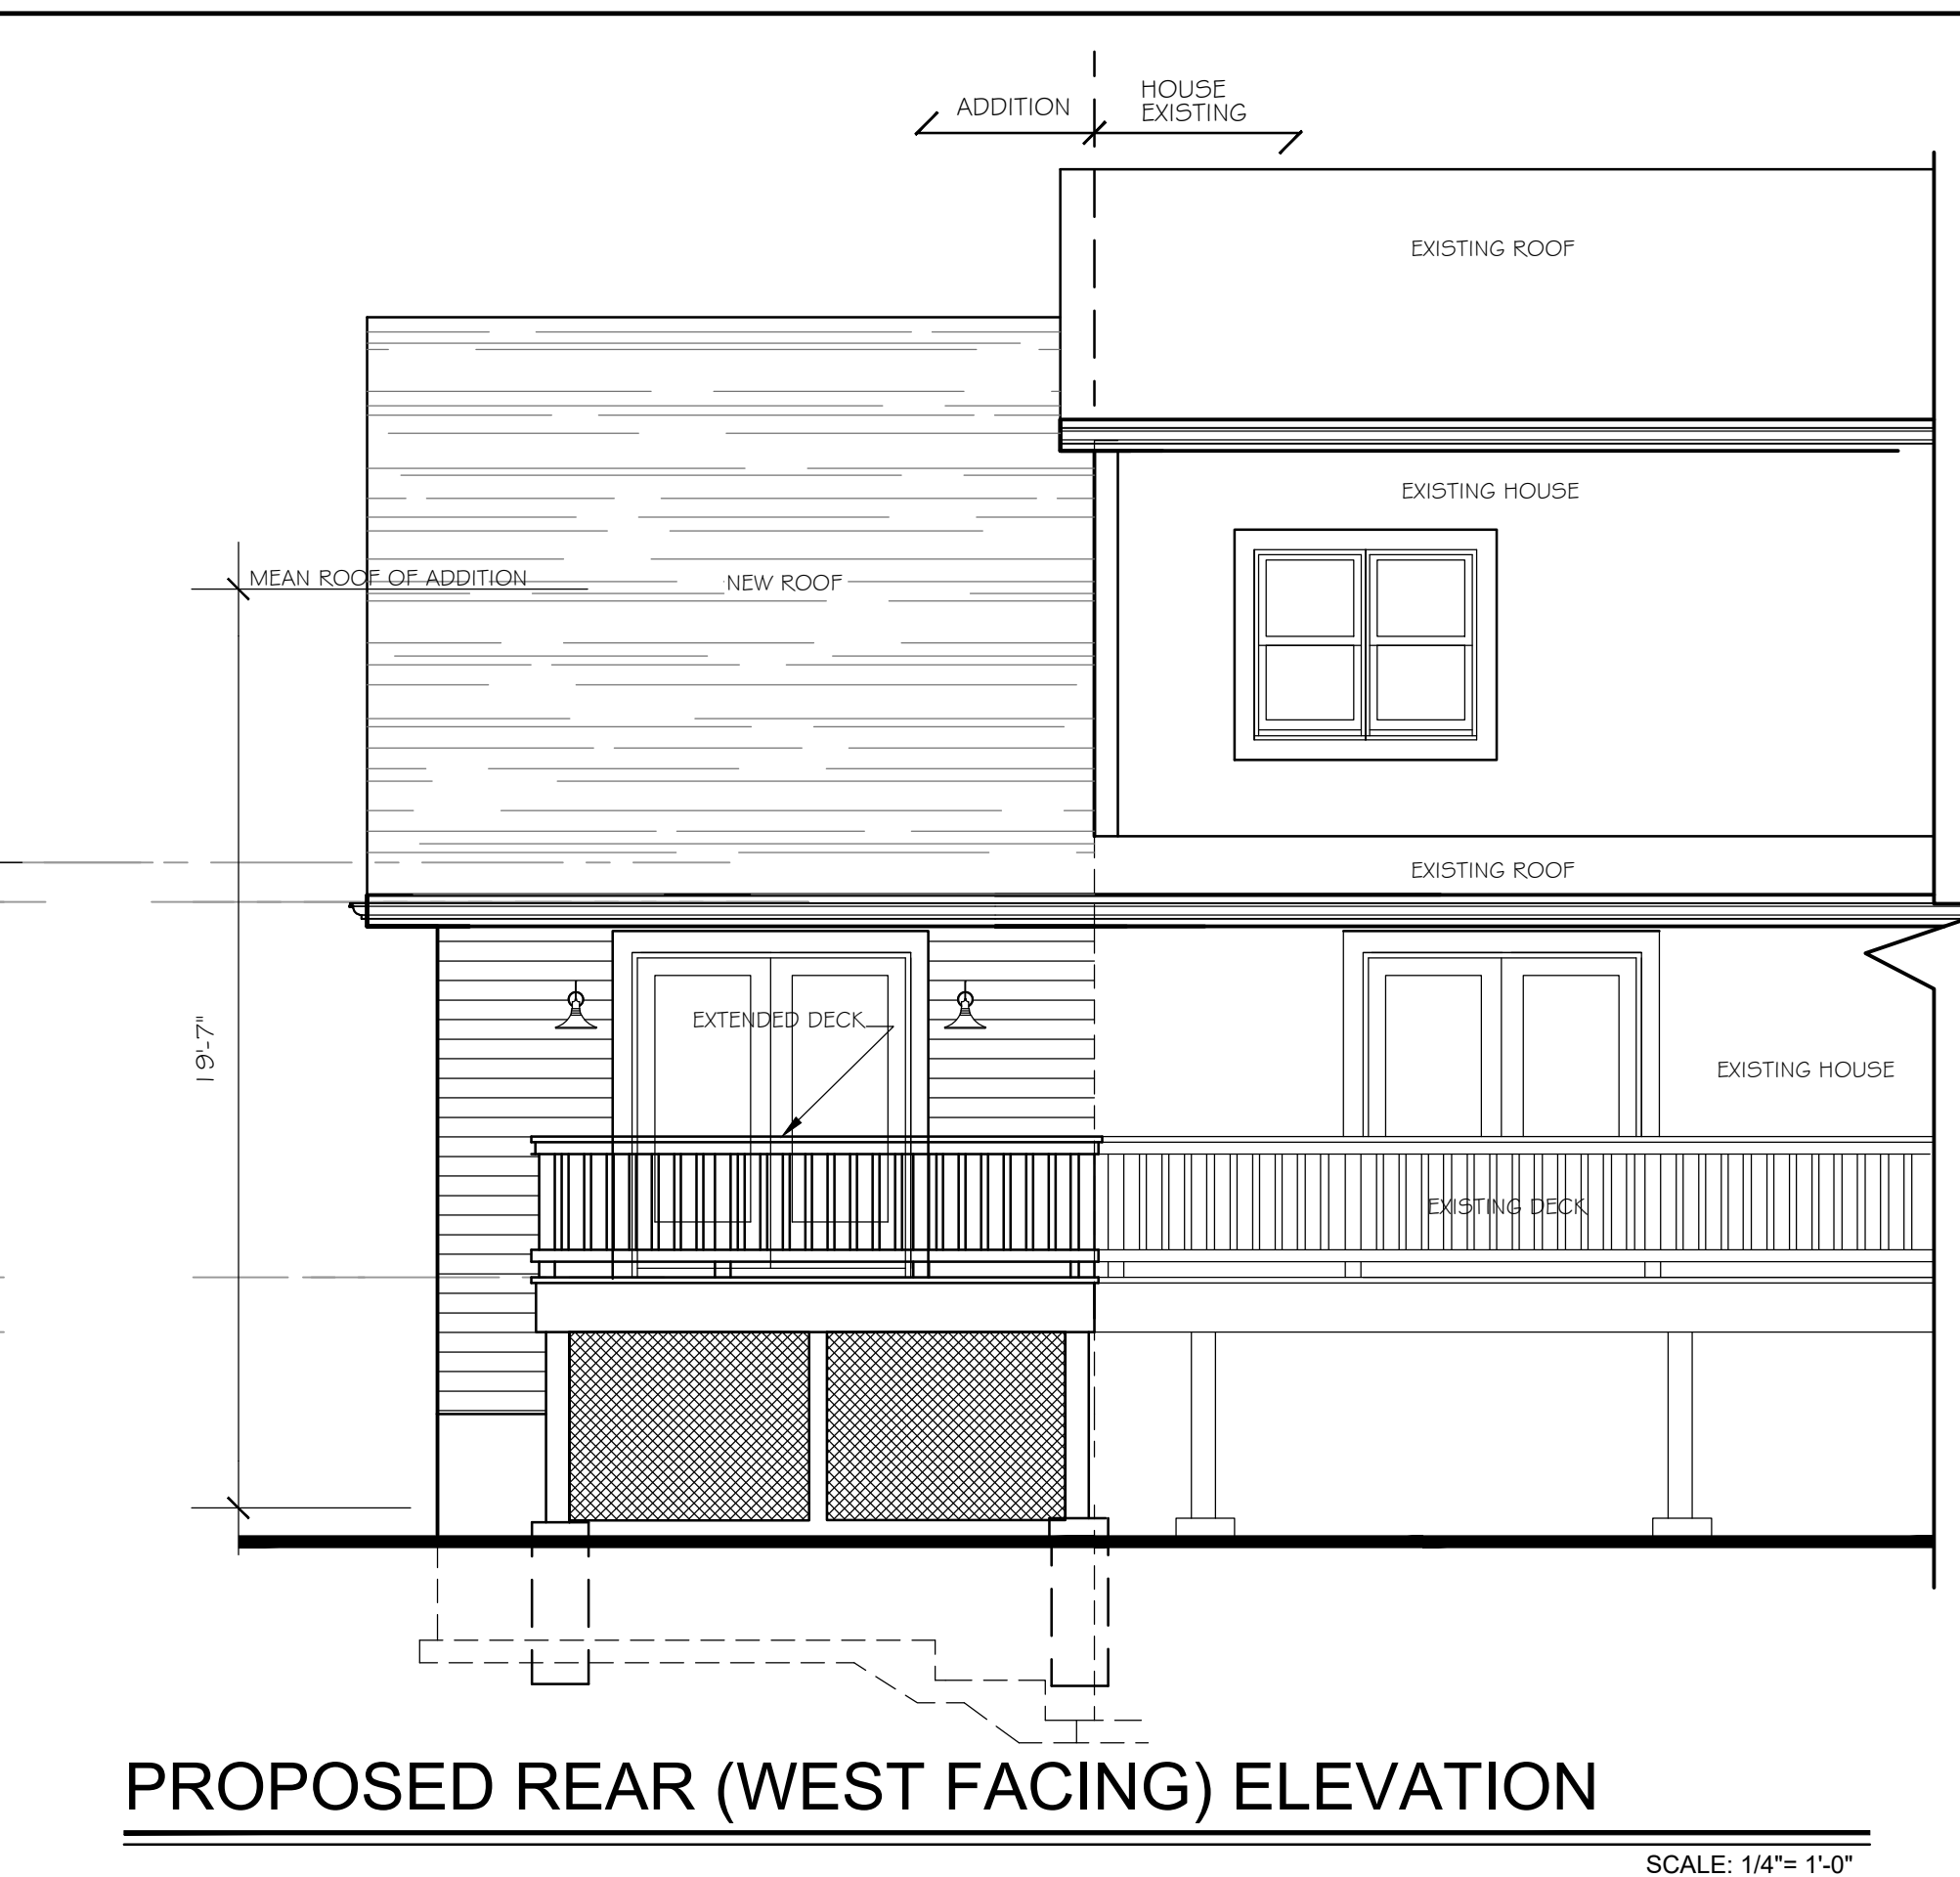 ADDITION
HOUSE
EXISTING
EXISTING ROOF
EXISTING HOUSE
MEAN ROOF OF ADDITION
NEW ROOF
EXISTING ROOF
EXTENDED DECK
19'-7"
EXISTING HOUSE
EXISTING DECK
PROPOSED REAR (WEST FACING) ELEVATION
SCALE: 1/4"= 1'-0"